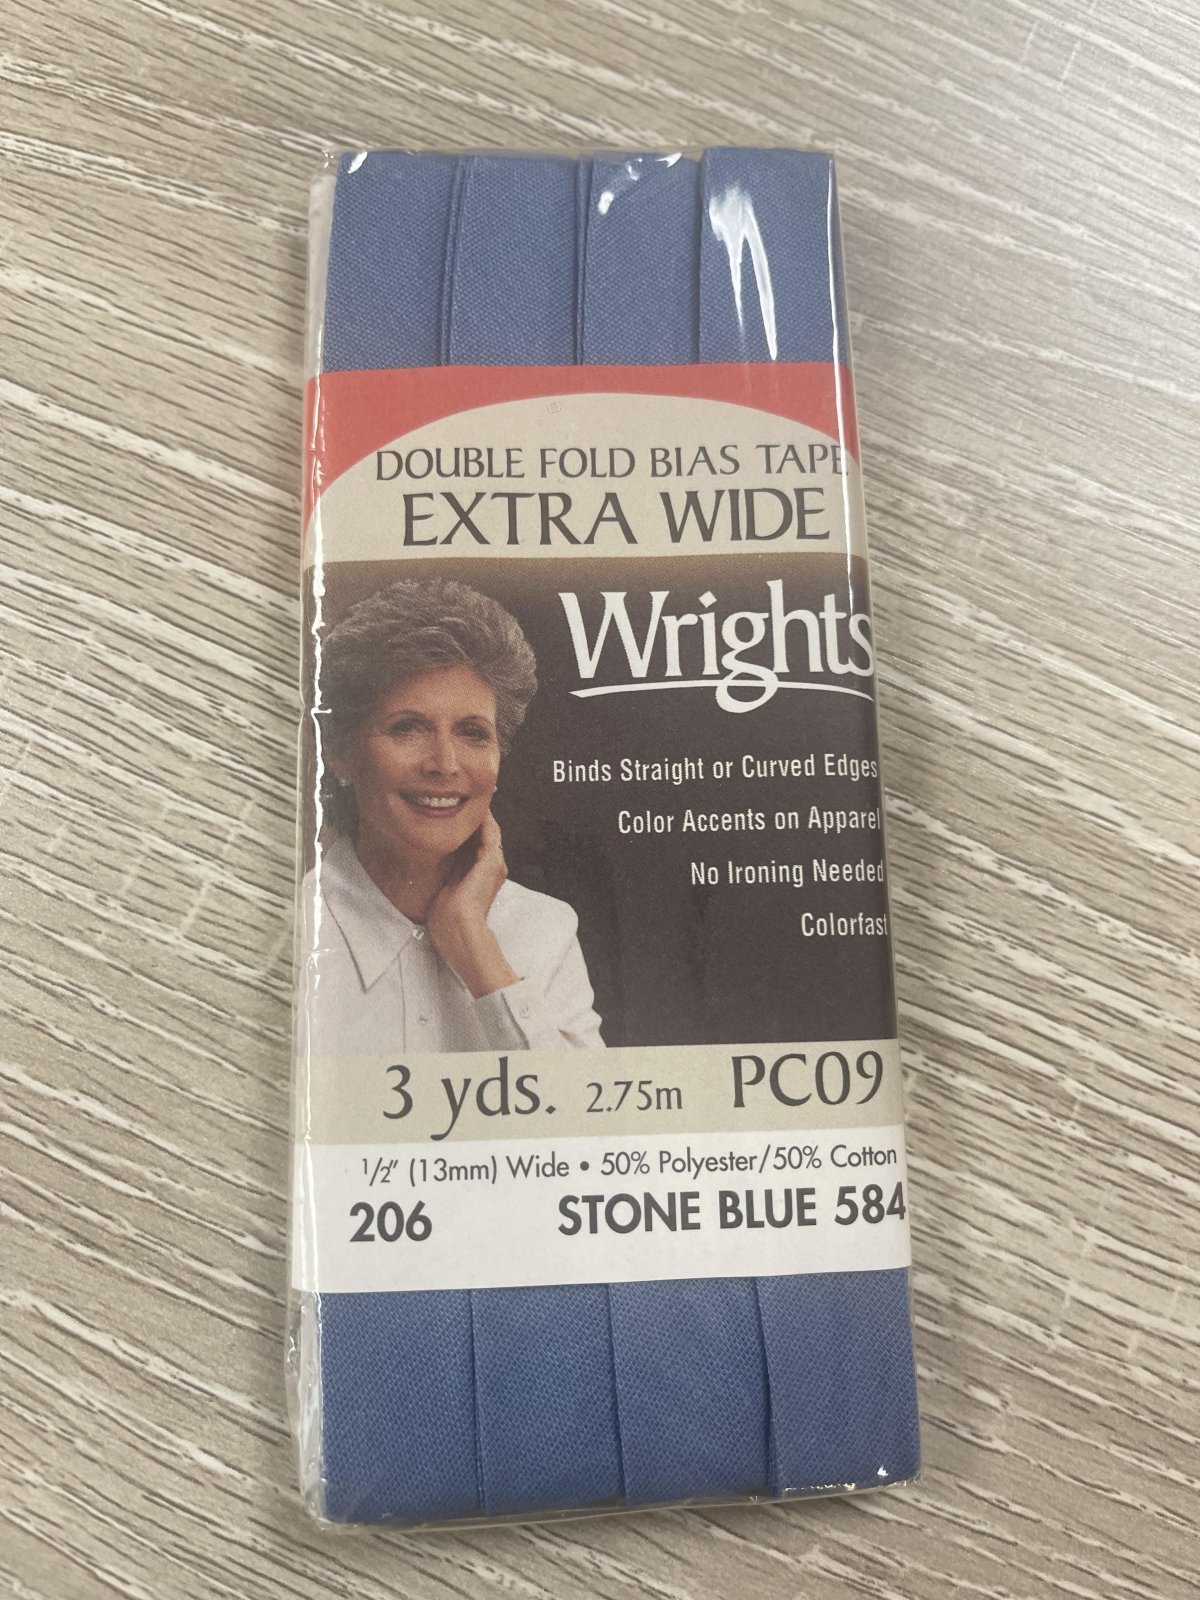 DOUBLE FOLD BIAS TAPE
EXTRA WIDE
Wrights
Binds Straight or Curved Edges
Color Accents on Apparel
No Ironing Needed
Colorfast
3 yds. 2.75m PC09
1/2" (13mm) Wide • 50% Polyester/50% Cotton
206 STONE BLUE 584